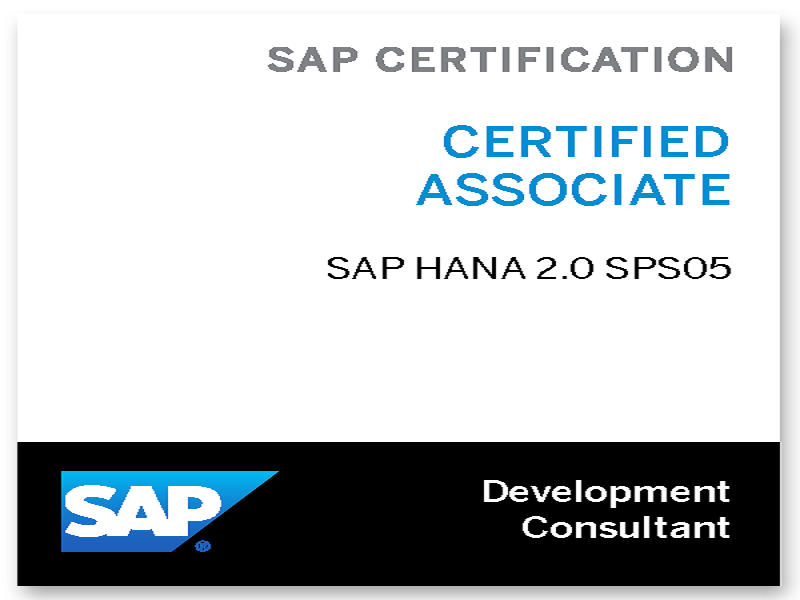 SAP CERTIFICATION
CERTIFIED
ASSOCIATE
SAP HANA 2.0 SPS05
SAP®
Development
Consultant